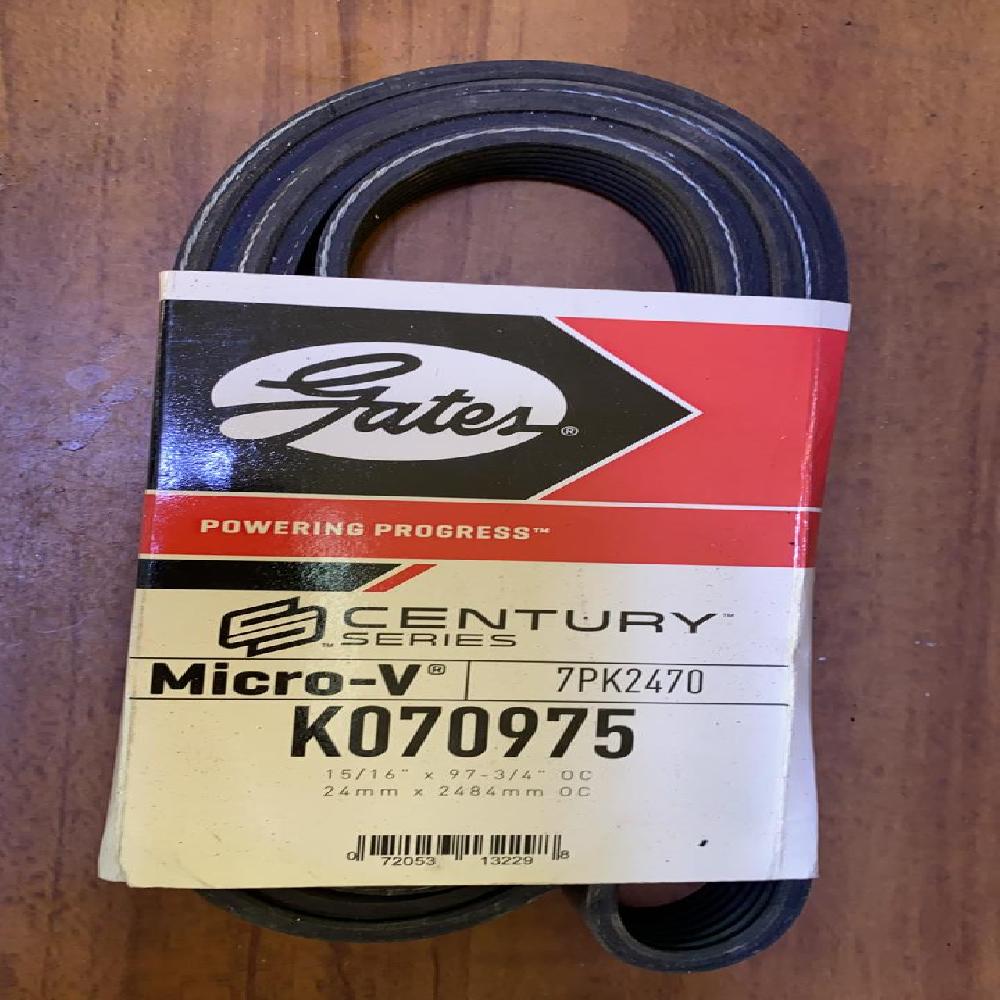 Gates®
POWERING PROGRESS™
CENTURY™
SERIES
Micro-V® 7PK2470
K070975
15/16" x 97-3/4" OC
24mm x 2484mm OC
0 72053 13229 8